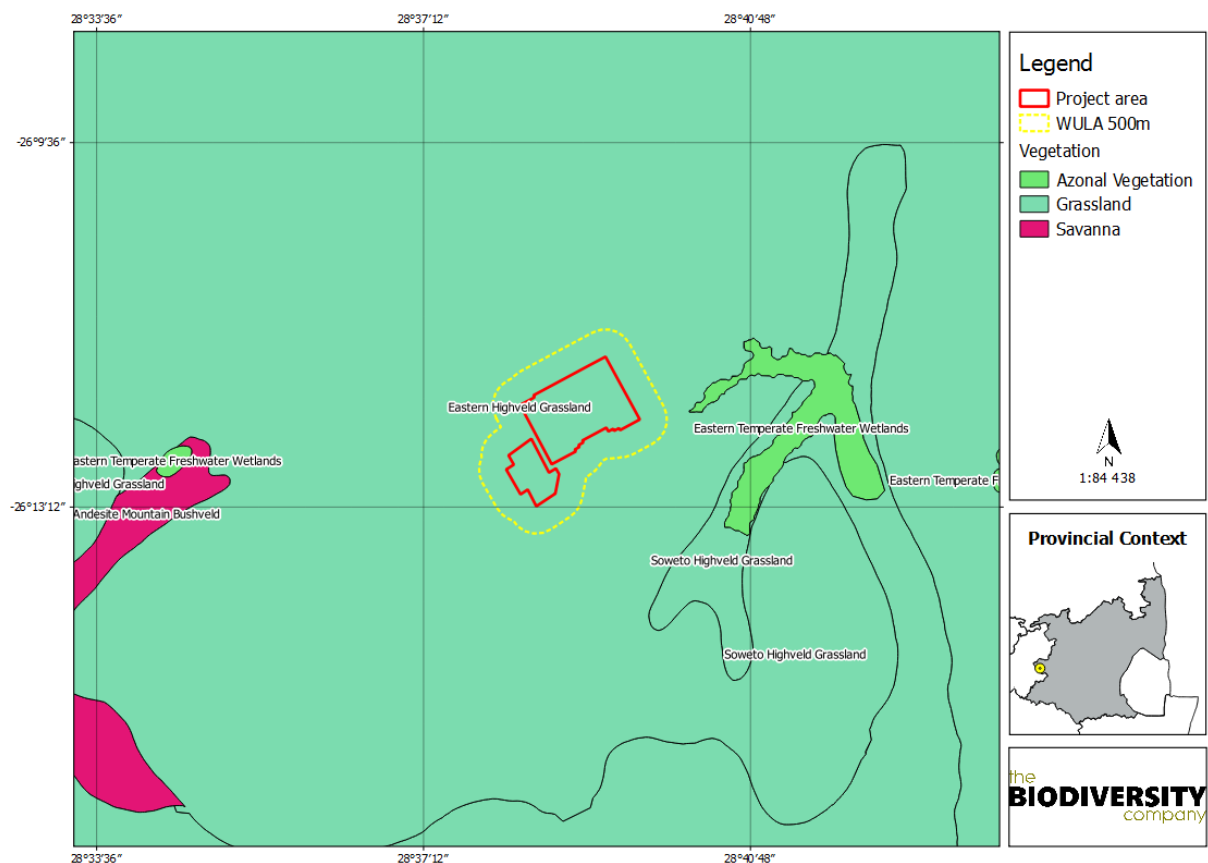 28°33'36"
28°37'12"
28°40'48"
-26°9'36"
Eastern Highveld Grassland
Eastern Temperate Freshwater Wetlands
astern Temperate Freshwater Wetlands
Eastern Temperate F
ighveld Grassland
-26°13'12"
Andesite Mountain Bushveld
Soweto Highveld Grassland
Soweto Highveld Grassland
28°33'36"
28°37'12"
28°40'48"
Legend
Project area
WULA 500m
Vegetation
Azonal Vegetation
Grassland
Savanna
N
1:84 438
Provincial Context
the
BIODIVERSITY
company